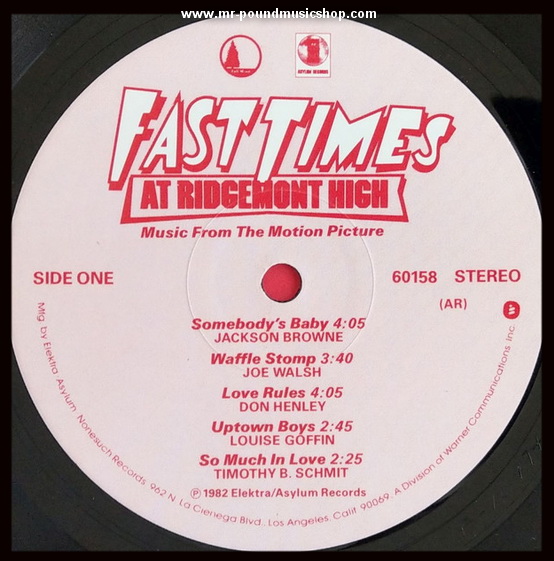 www.mr-poundmusicshop.com
ASYLUM RECORDS
FAST TIMES
AT RIDGEMONT HIGH
Music From The Motion Picture
SIDE ONE
60158 STEREO
(AR)
Somebody's Baby 4:05
JACKSON BROWNE
Waffle Stomp 3:40
JOE WALSH
Love Rules 4:05
DON HENLEY
Uptown Boys 2:45
LOUISE GOFFIN
So Much In Love 2:25
TIMOTHY B. SCHMIT
℗ 1982 Elektra/Asylum Records
Mfg by Elektra/Asylum/Nonesuch Records, 962 N. La Cienega Blvd., Los Angeles, Calif. 90069, A Division of Warner Communications Inc. w